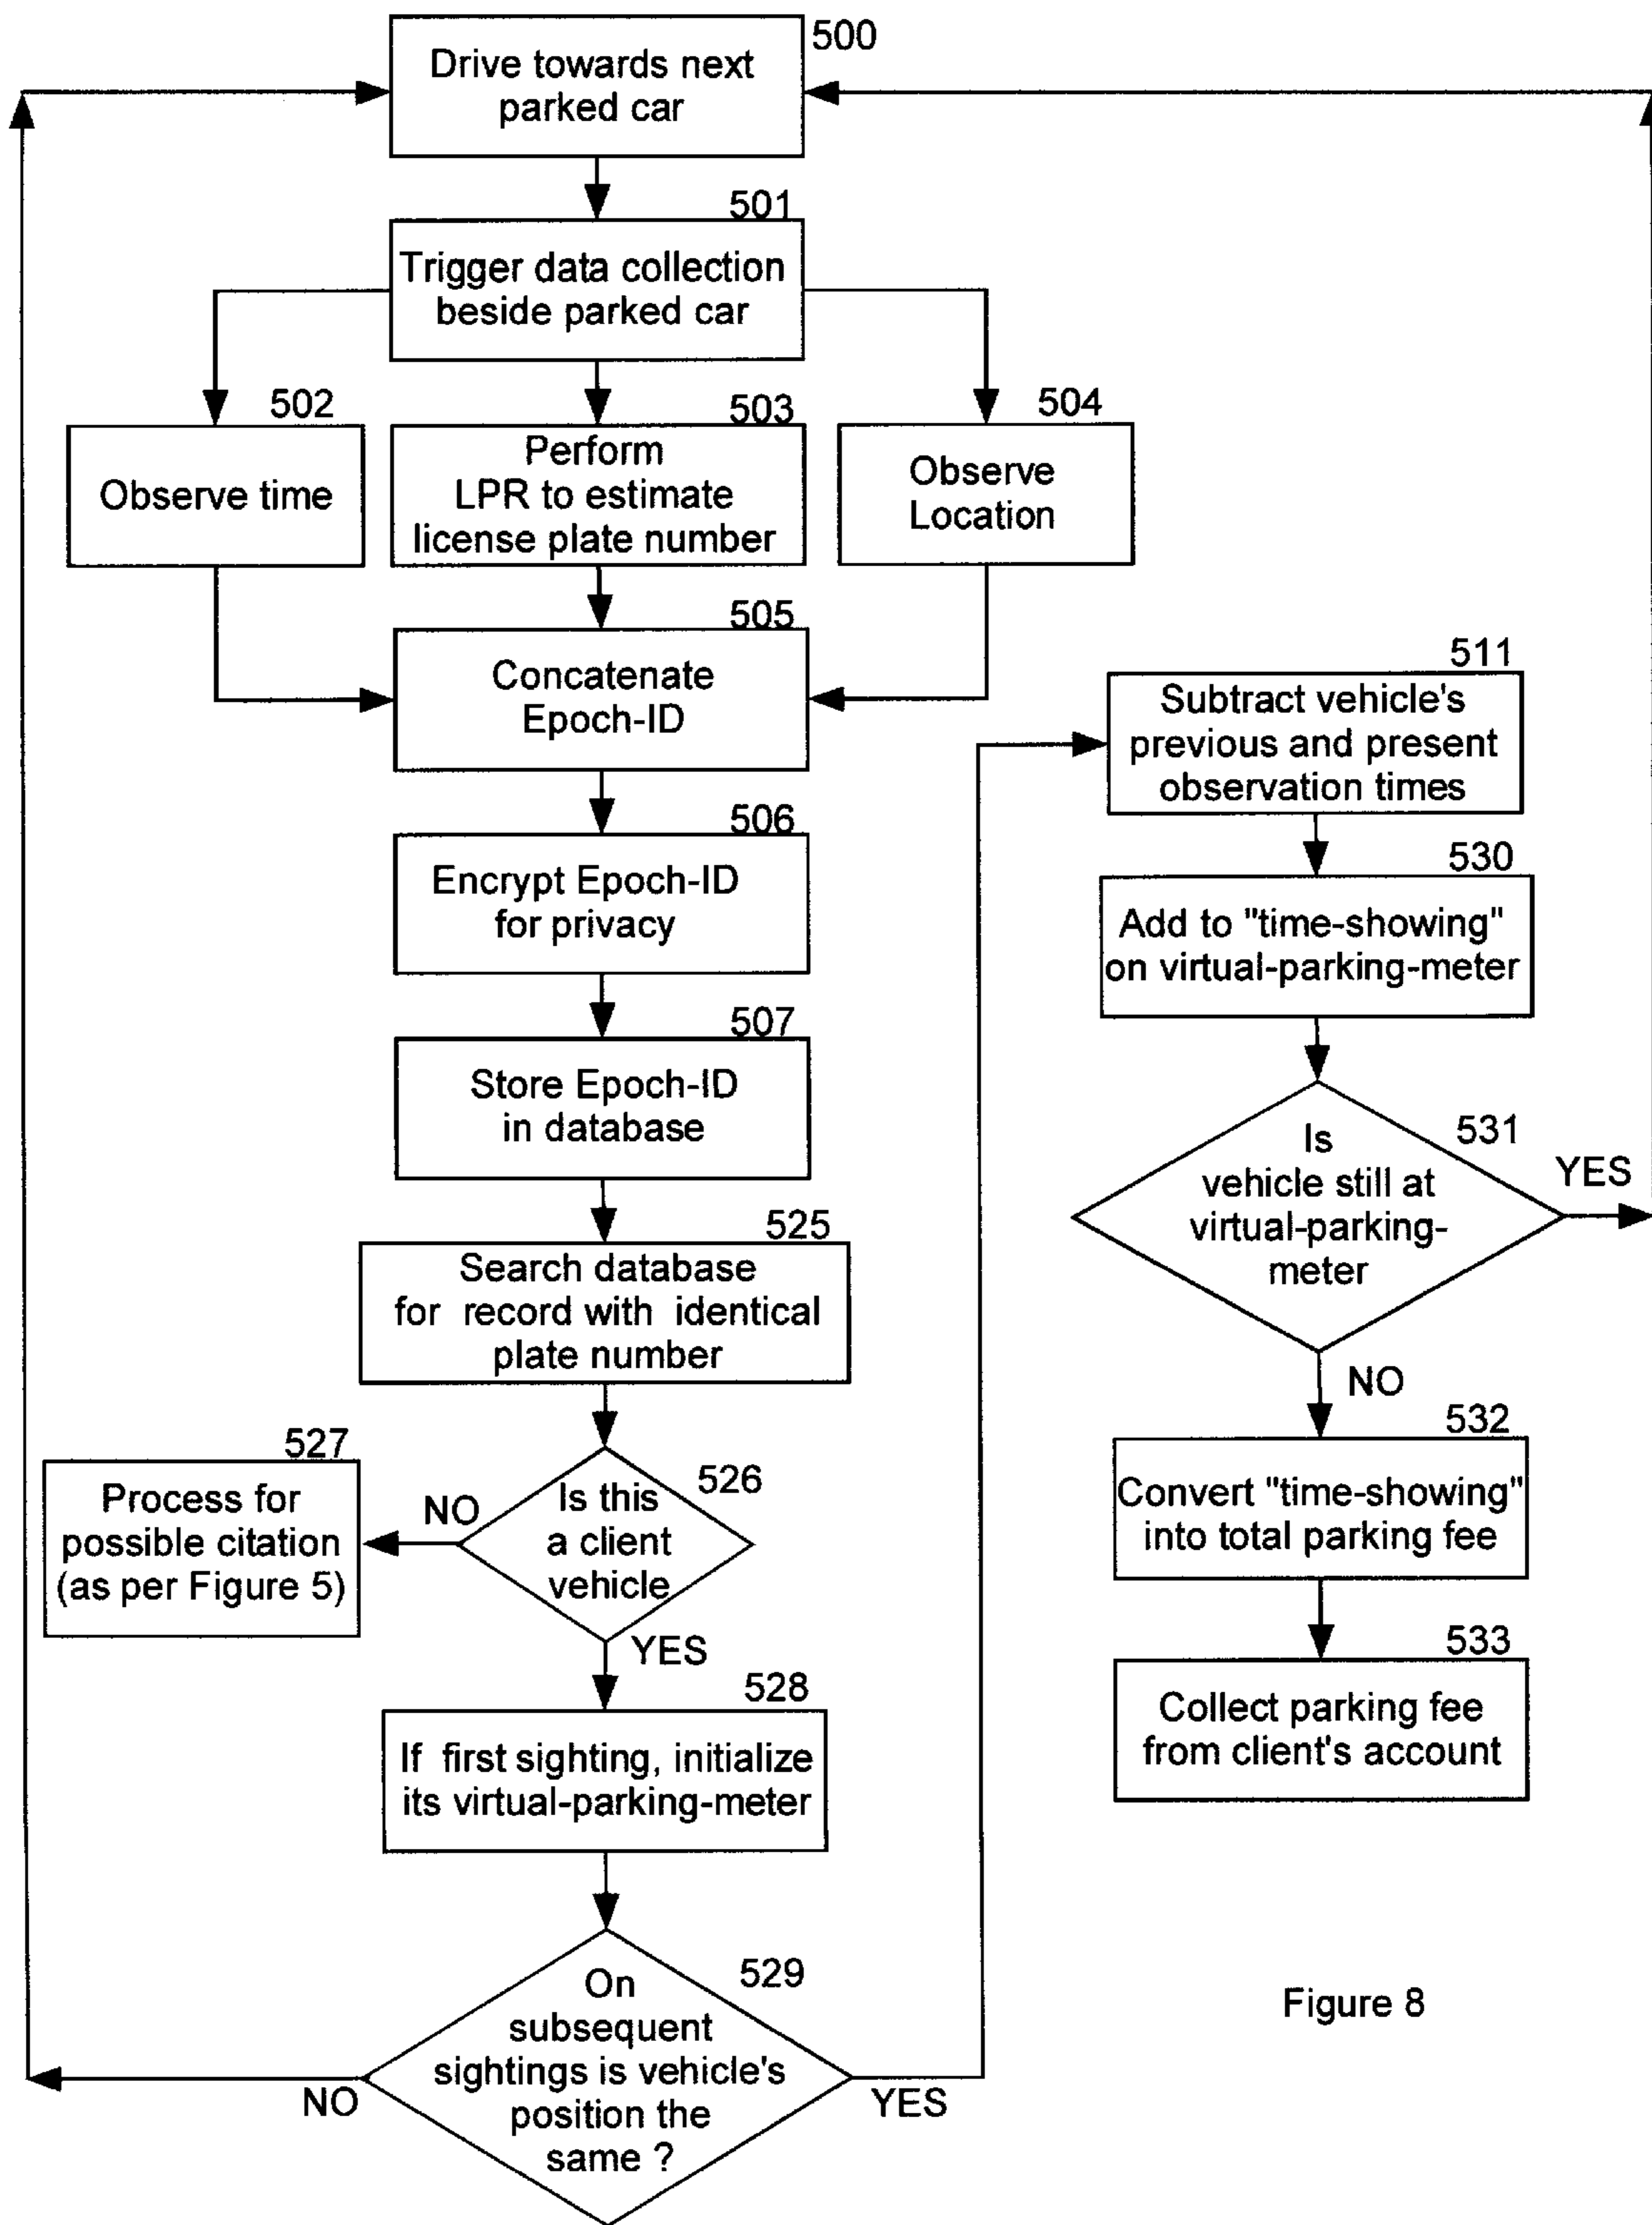 500
Drive towards next
parked car
501
Trigger data collection
beside parked car
502
Observe time
503
Perform
LPR to estimate
license plate number
504
Observe
Location
505
Concatenate
Epoch-ID
506
Encrypt Epoch-ID
for privacy
507
Store Epoch-ID
in database
525
Search database
for record with identical
plate number
526
Is this
a client
vehicle
NO
527
Process for
possible citation
(as per Figure 5)
YES
528
If first sighting, initialize
its virtual-parking-meter
529
On
subsequent
sightings is vehicle's
position the
same ?
NO
YES
511
Subtract vehicle's
previous and present
observation times
530
Add to "time-showing"
on virtual-parking-meter
531
Is
vehicle still at
virtual-parking-
meter
YES
NO
532
Convert "time-showing"
into total parking fee
533
Collect parking fee
from client's account
Figure 8